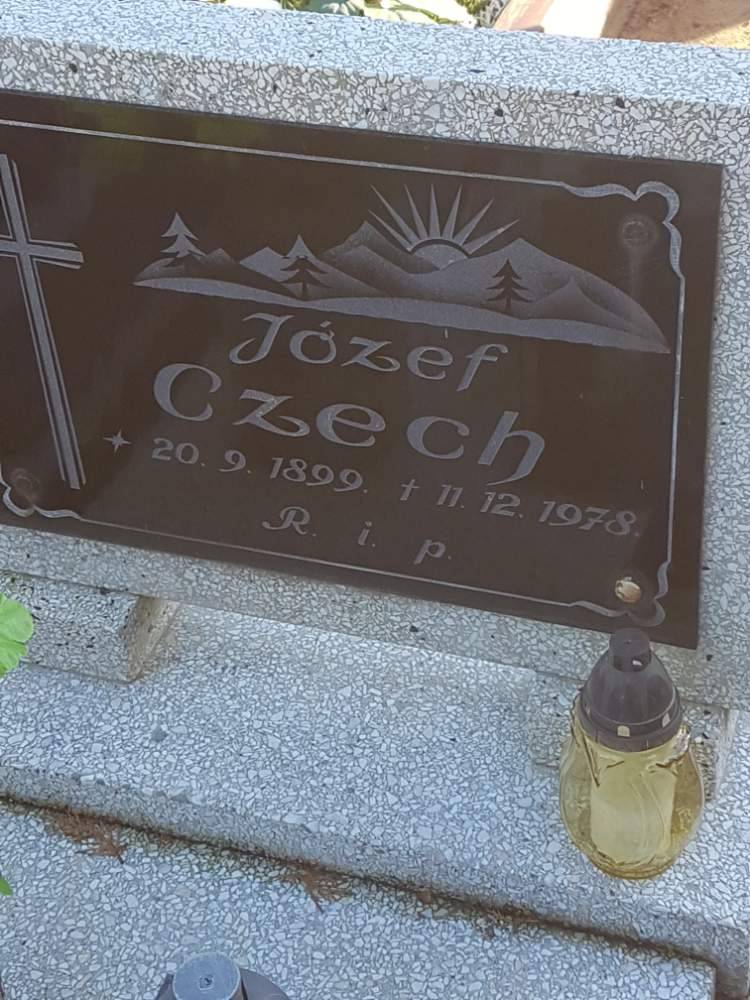 Józef
Czech
20. 9. 1899. † 11. 12. 1978.
R. i. p.